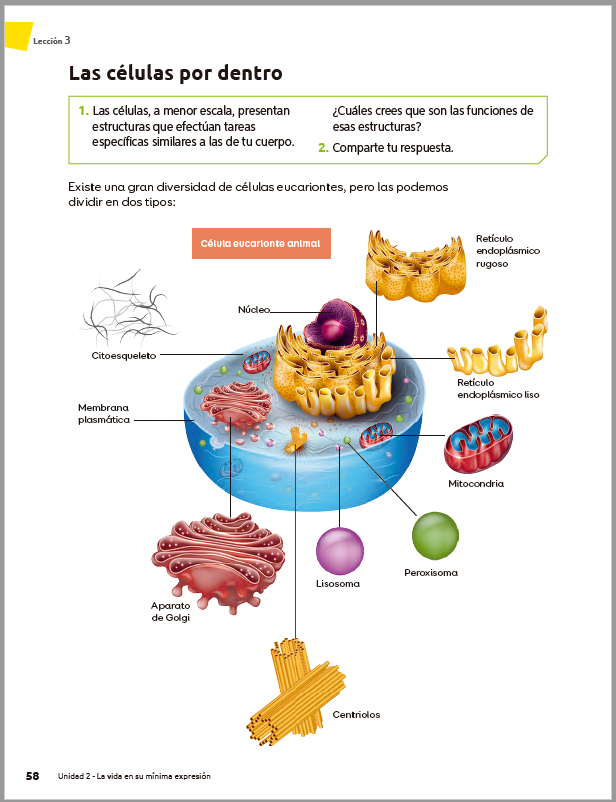 Lección 3
Las células por dentro
1. Las células, a menor escala, presentan
estructuras que efectúan tareas
específicas similares a las de tu cuerpo.
¿Cuáles crees que son las funciones de
esas estructuras?
2. Comparte tu respuesta.
Existe una gran diversidad de células eucariontes, pero las podemos
dividir en dos tipos:
Célula eucarionte animal
Retículo
endoplásmico
rugoso
Núcleo
Citoesqueleto
Retículo
endoplásmico liso
Membrana
plasmática
Mitocondria
Peroxisoma
Lisosoma
Aparato
de Golgi
Centriolos
58 Unidad 2 - La vida en su mínima expresión